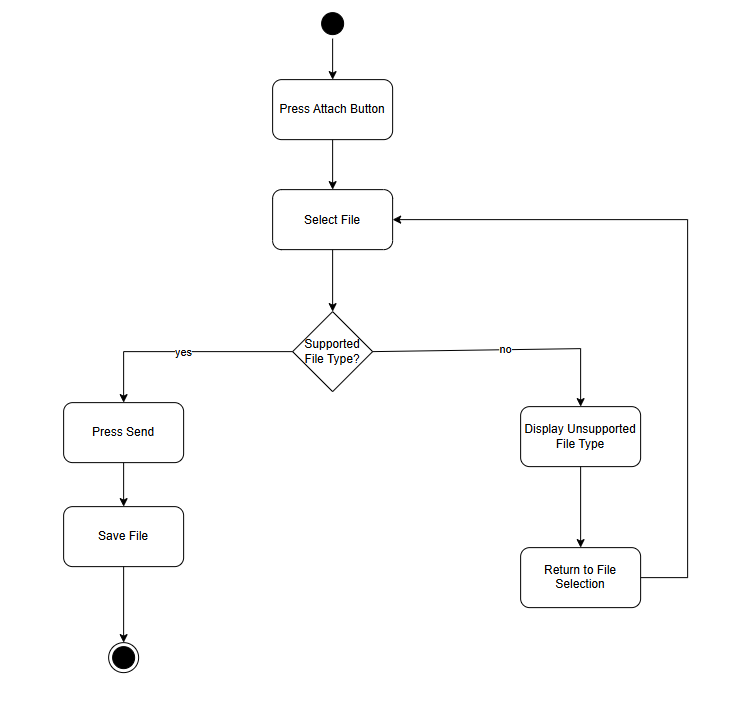 Press Attach Button
Select File
Supported
File Type?
yes
no
Press Send
Display Unsupported
File Type
Save File
Return to File
Selection